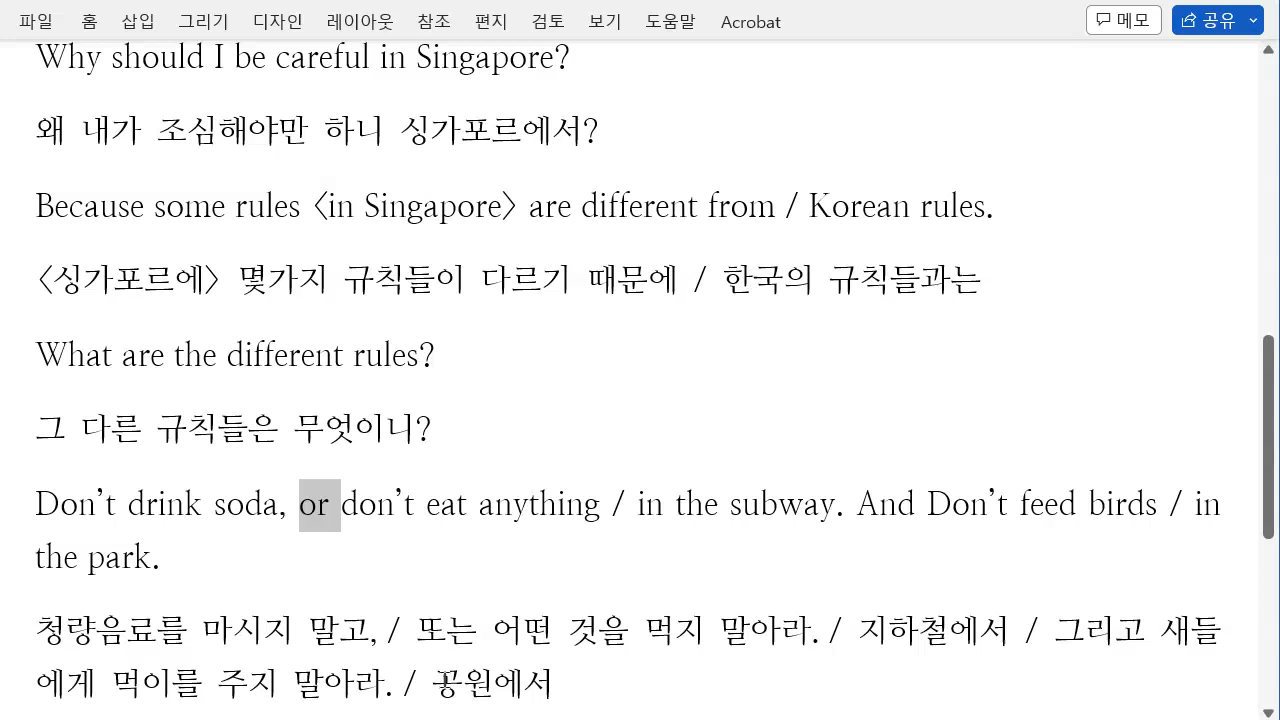 파일 홈 삽입 그리기 디자인 레이아웃 참조 편지 검토 보기 도움말 Acrobat 메모 공유
Why should I be careful in Singapore?
왜 내가 조심해야만 하니 싱가포르에서?
Because some rules 〈in Singapore〉 are different from / Korean rules.
〈싱가포르에〉 몇가지 규칙들이 다르기 때문에 / 한국의 규칙들과는
What are the different rules?
그 다른 규칙들은 무엇이니?
Don’t drink soda, or don’t eat anything / in the subway. And Don’t feed birds / in
the park.
청량음료를 마시지 말고, / 또는 어떤 것을 먹지 말아라. / 지하철에서 / 그리고 새들
에게 먹이를 주지 말아라. / 공원에서